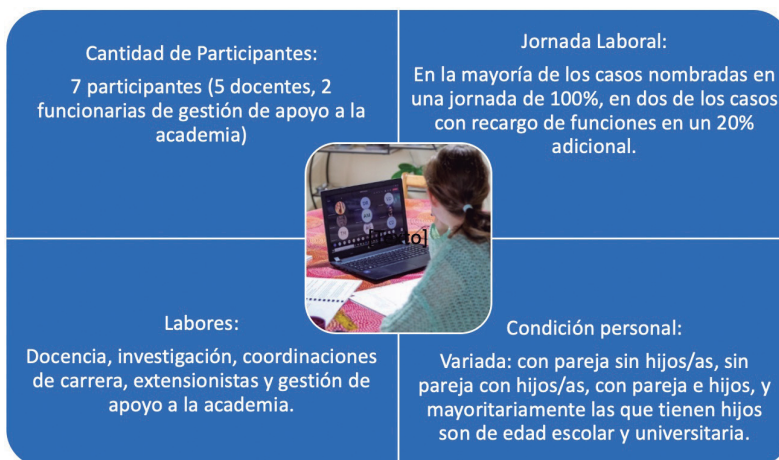 Cantidad de Participantes:
7 participantes (5 docentes, 2
funcionarias de gestión de apoyo a la
academia)
Jornada Laboral:
En la mayoría de los casos nombradas en
una jornada de 100%, en dos de los casos
con recargo de funciones en un 20%
adicional.
Labores:
Docencia, investigación, coordinaciones
de carrera, extensionistas y gestión de
apoyo a la academia.
Condición personal:
Variada: con pareja sin hijos/as, sin
pareja con hijos/as, con pareja e hijos, y
mayoritariamente las que tienen hijos
son de edad escolar y universitaria.